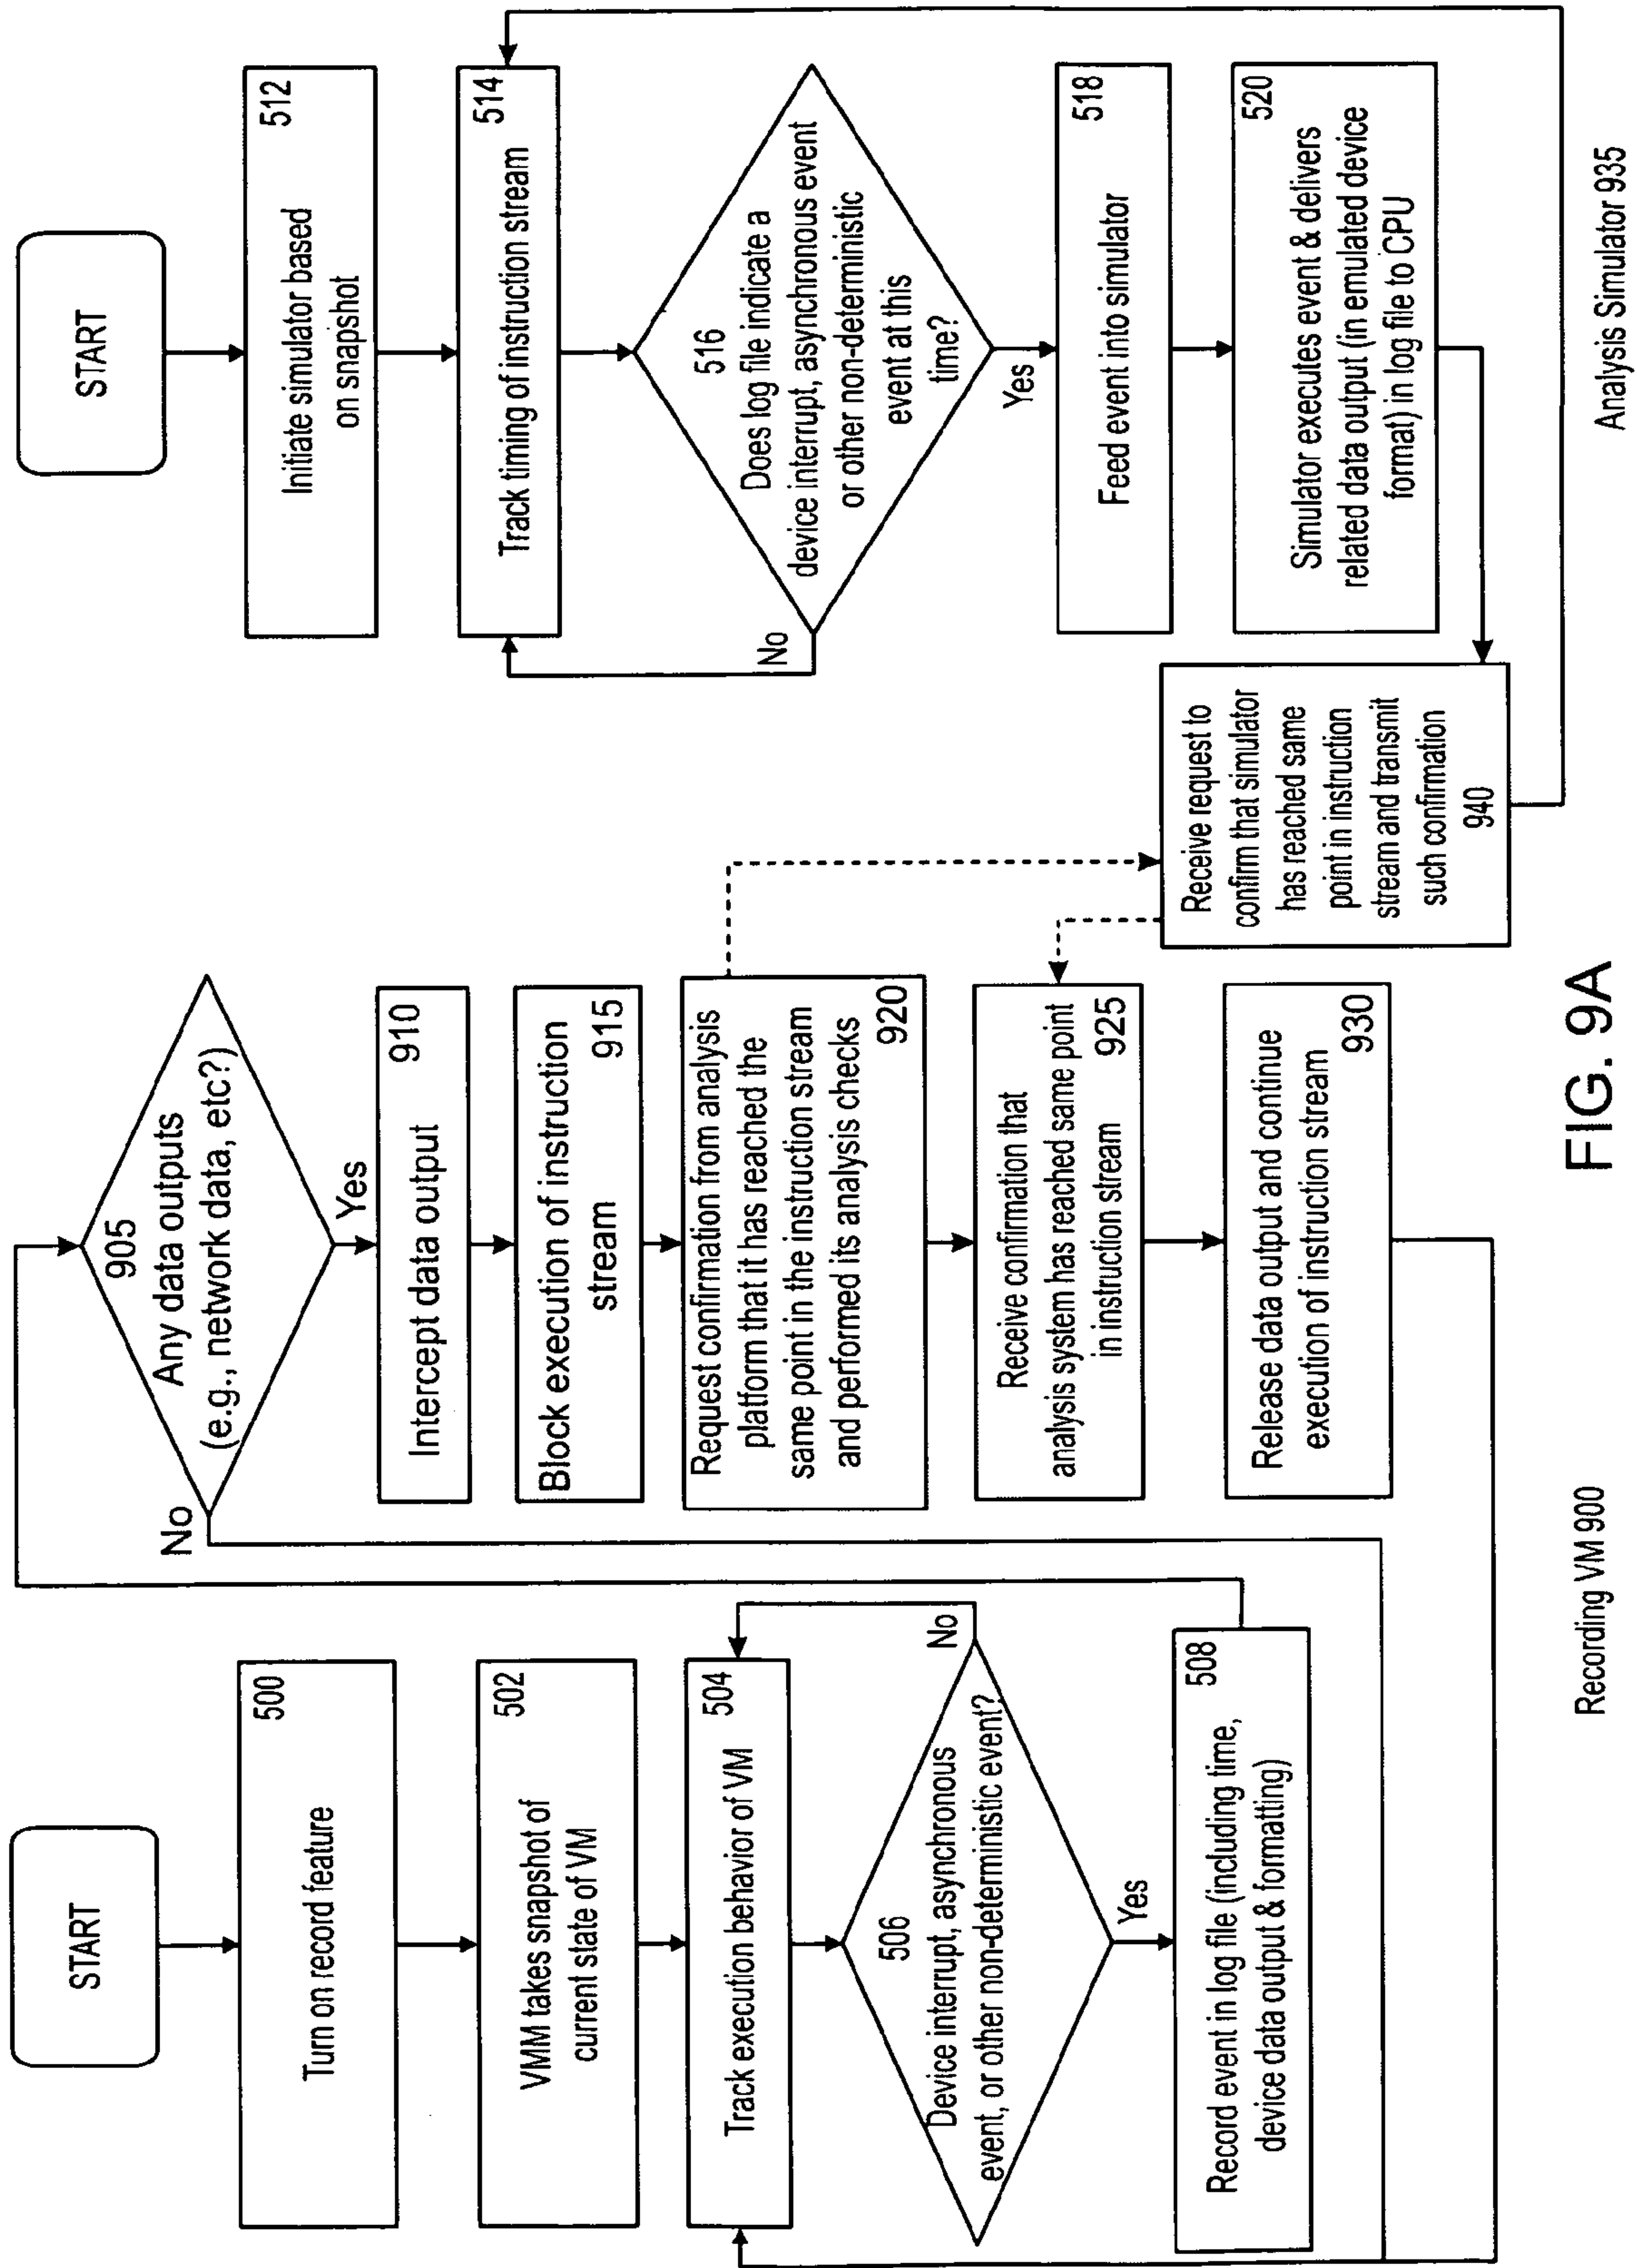 START
500
Turn on record feature
502
VMM takes snapshot of
current state of VM
504
Track execution behavior of VM
506
Device interrupt, asynchronous
event, or other non-deterministic event?
No
Yes
508
Record event in log file (including time,
device data output & formatting)
905
Any data outputs
(e.g., network data, etc?)
No
Yes
910
Intercept data output
Block execution of instruction
stream
915
Request confirmation from analysis
platform that it has reached the
same point in the instruction stream
and performed its analysis checks
920
Receive confirmation that
analysis system has reached same point
in instruction stream
925
Release data output and continue
execution of instruction stream
930
Recording VM 900
START
512
Initiate simulator based
on snapshot
514
Track timing of instruction stream
516
Does log file indicate a
device interrupt, asynchronous event
or other non-deterministic
event at this
time?
No
Yes
518
Feed event into simulator
520
Simulator executes event & delivers
related data output (in emulated device
format) in log file to CPU
Receive request to
confirm that simulator
has reached same
point in instruction
stream and transmit
such confirmation
940
Analysis Simulator 935
FIG. 9A